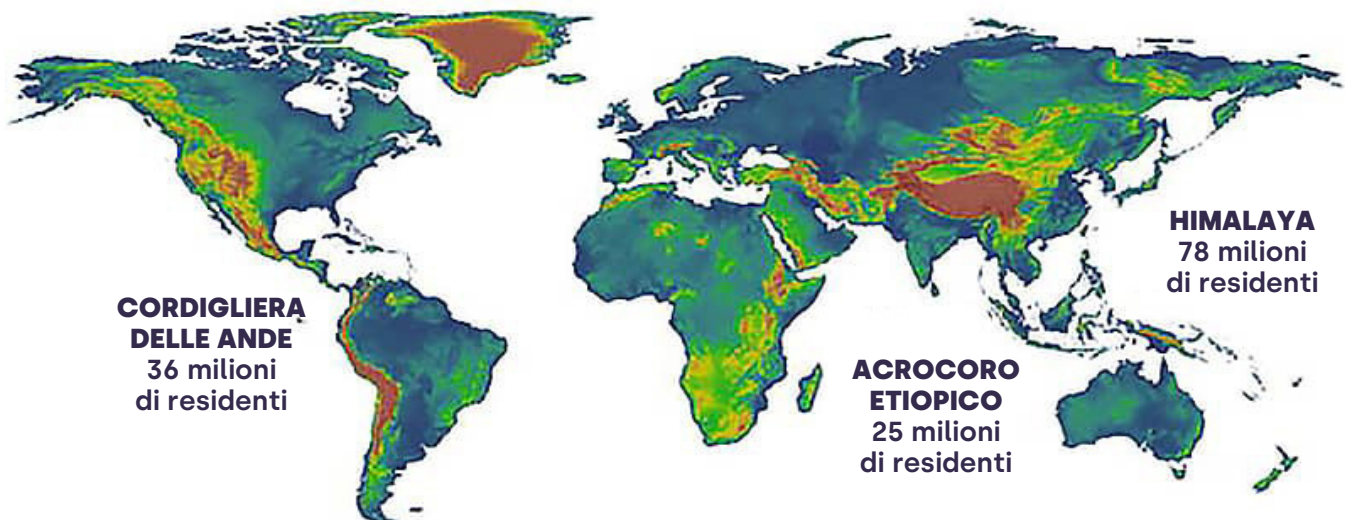 CORDIGLIERA
DELLE ANDE
36 milioni
di residenti
ACROCORO
ETIOPICO
25 milioni
di residenti
HIMALAYA
78 milioni
di residenti